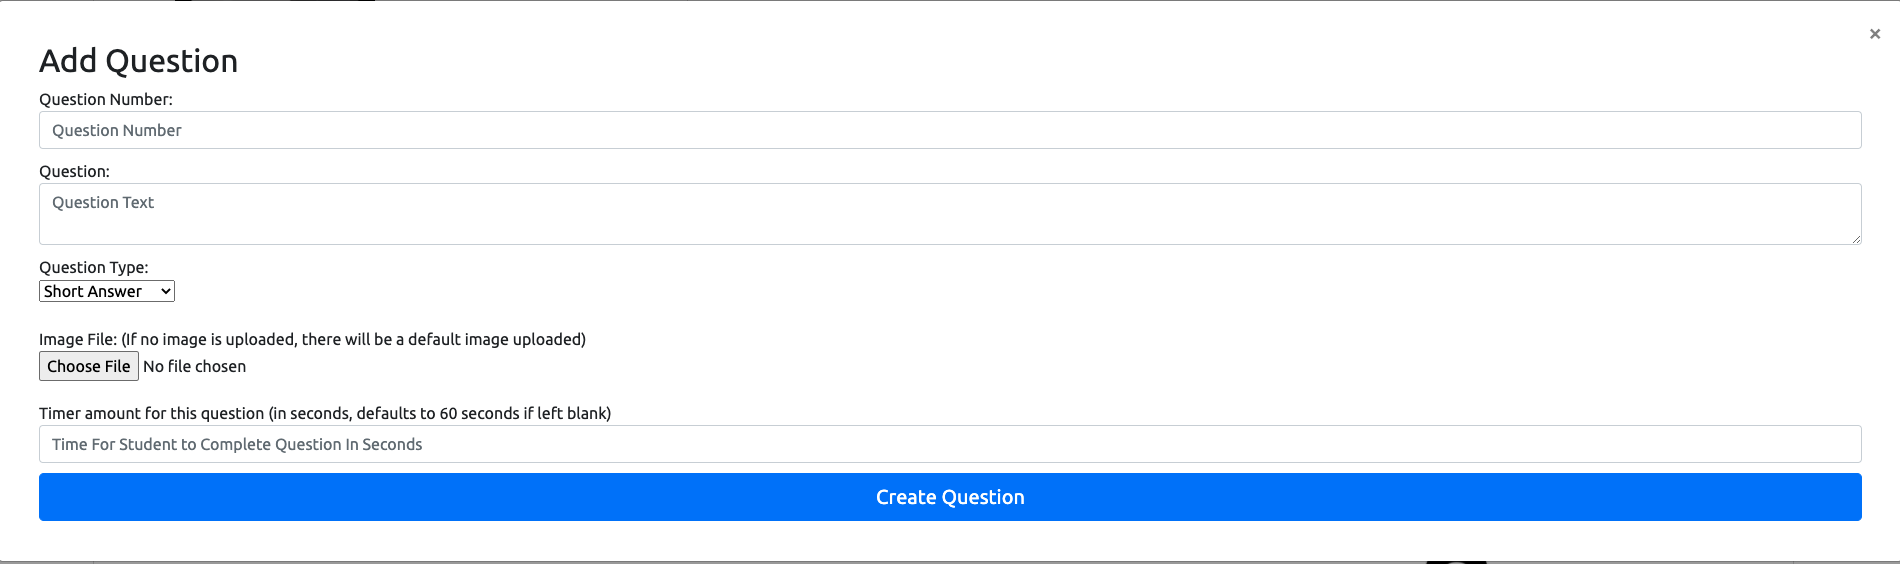 ×
Add Question
Question Number:
Question Number
Question:
Question Text
Question Type:
Short Answer
Image File: (If no image is uploaded, there will be a default image uploaded)
Choose File No file chosen
Timer amount for this question (in seconds, defaults to 60 seconds if left blank)
Time For Student to Complete Question In Seconds
Create Question